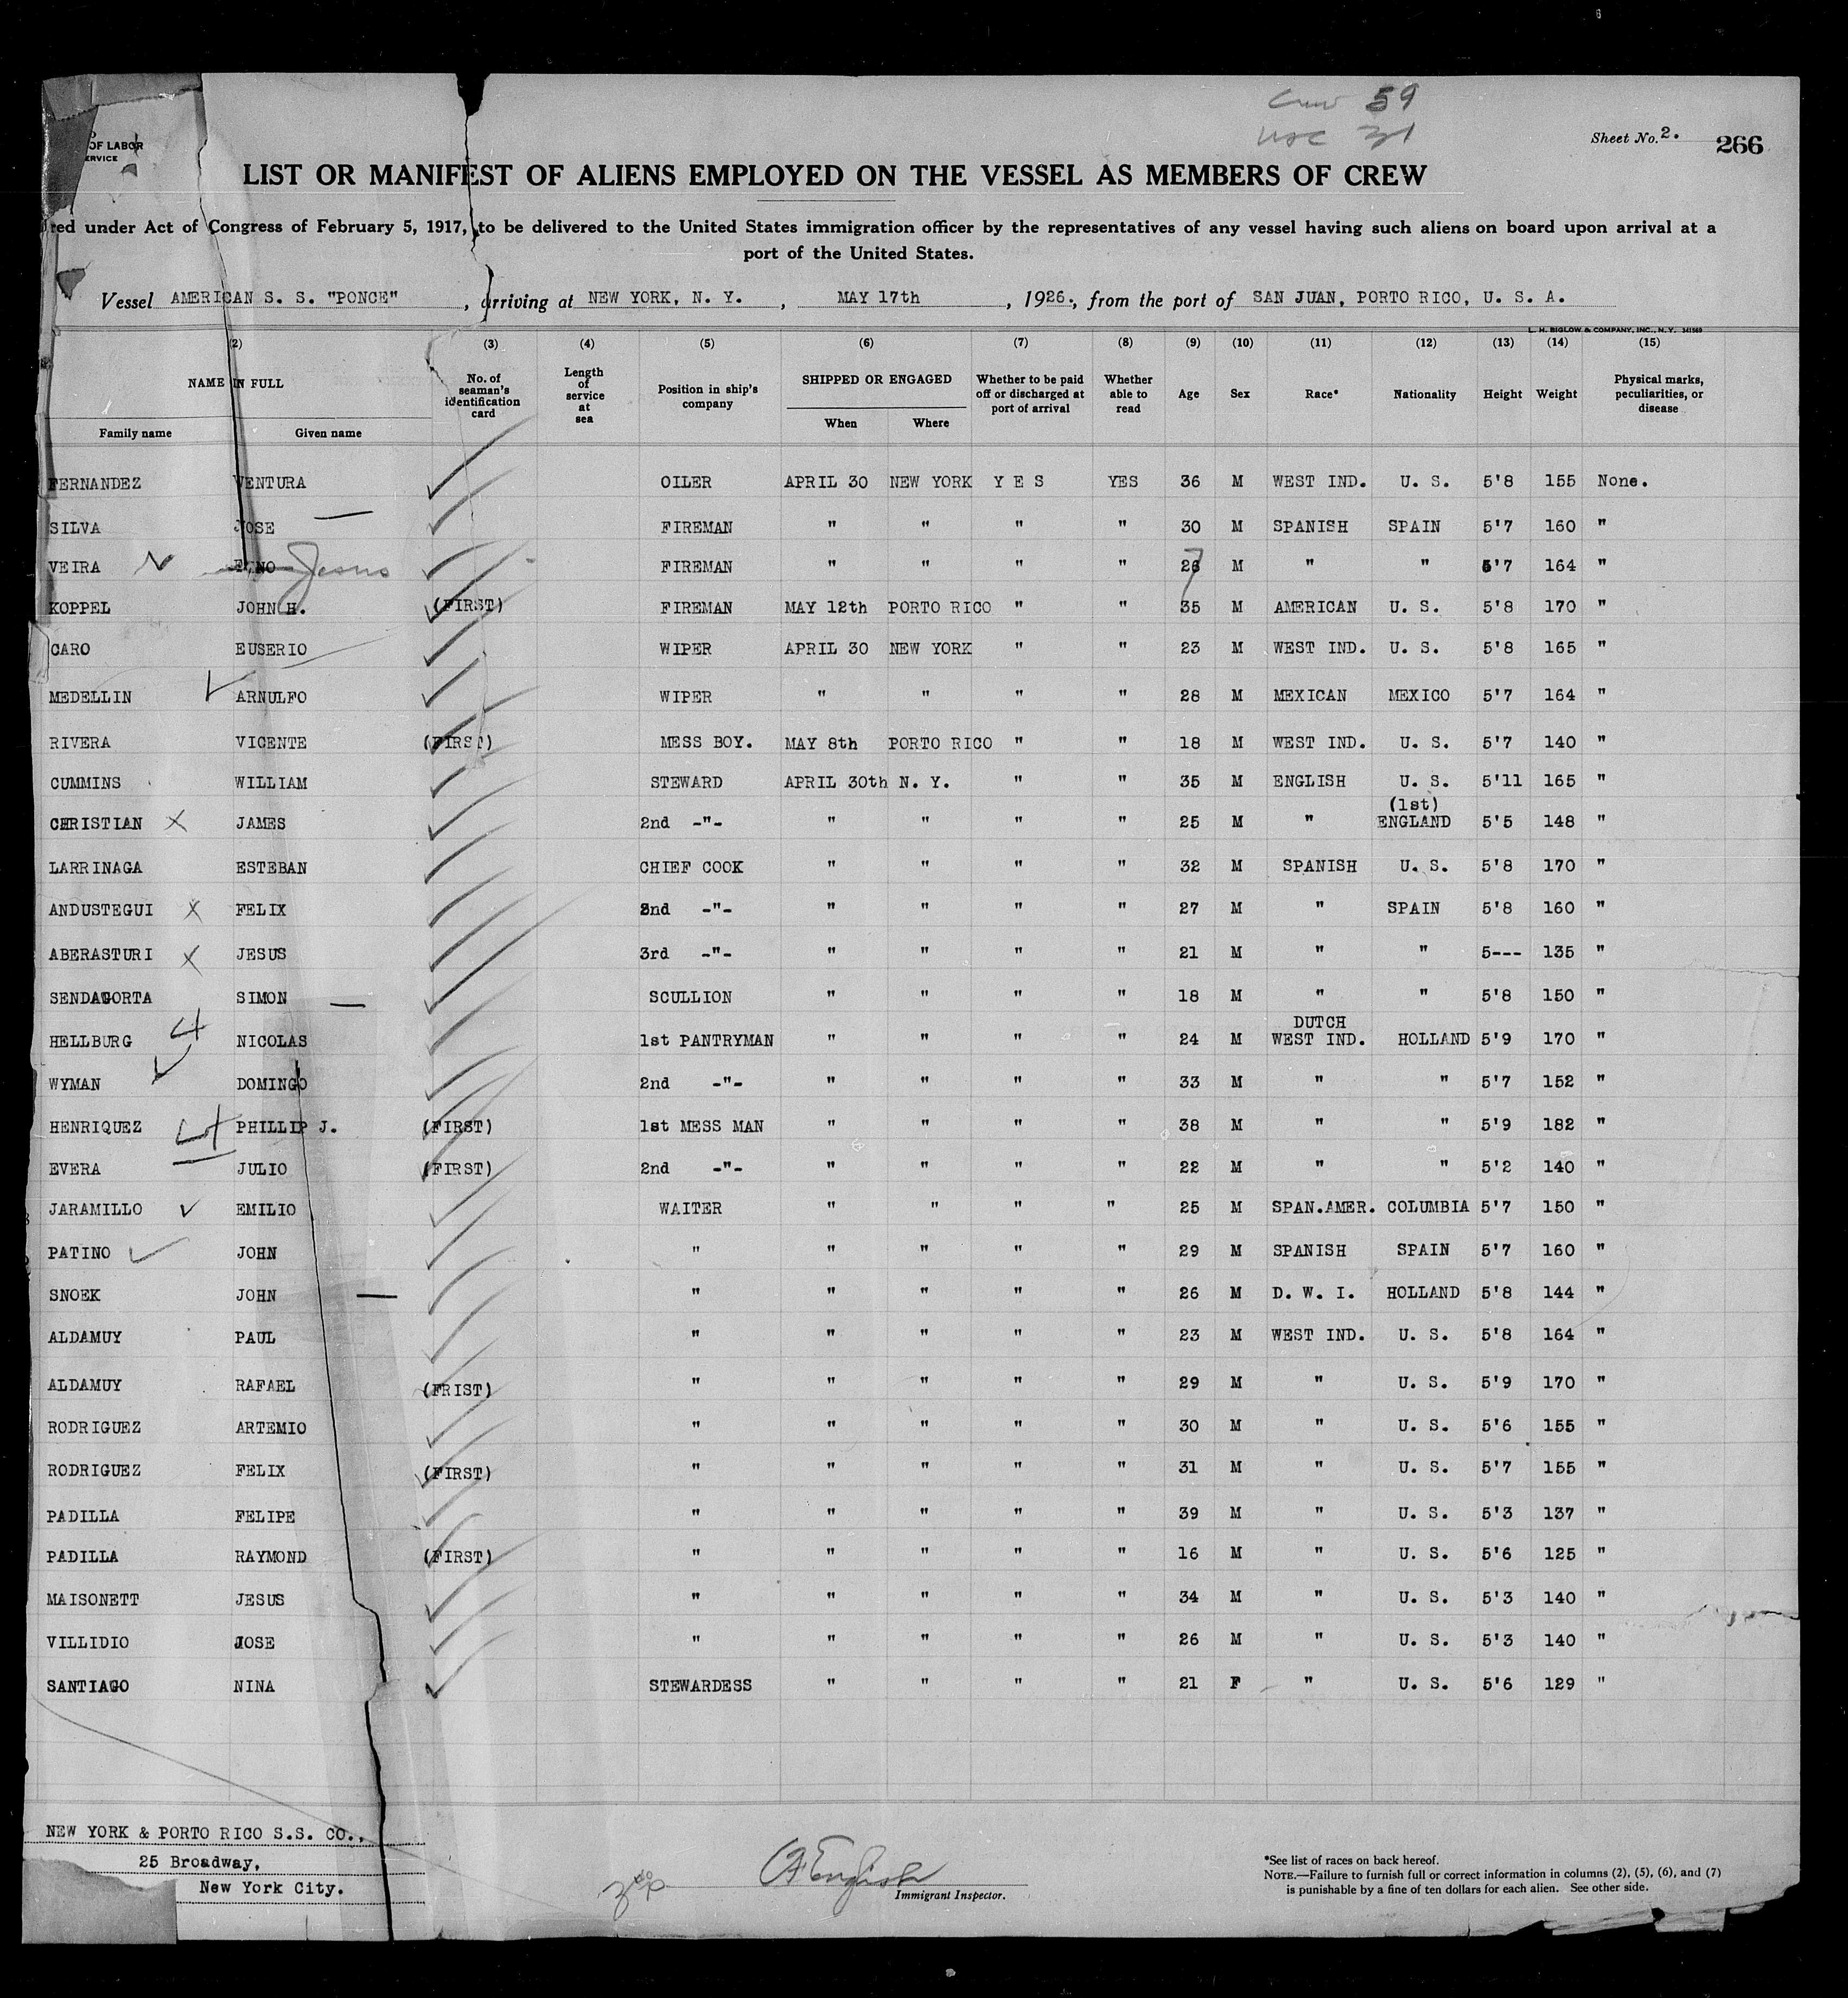 Crew 59
USC 31
OF LABOR
ERVICE
Sheet No. 2.
266
LIST OR MANIFEST OF ALIENS EMPLOYED ON THE VESSEL AS MEMBERS OF CREW
red under Act of Congress of February 5, 1917, to be delivered to the United States immigration officer by the representatives of any vessel having such aliens on board upon arrival at a
port of the United States.
Vessel AMERICAN S. S. "PONCE", arriving at NEW YORK, N. Y., MAY 17th, 1926., from the port of SAN JUAN, PORTO RICO, U. S. A.
L. H. BIGLOW & COMPANY, INC., N. Y. 341569
(2) (3) (4) (5) (6) (7) (8) (9) (10) (11) (12) (13) (14) (15)
NAME IN FULL No. of seaman's identification card Length of service at sea Position in ship's company SHIPPED OR ENGAGED Whether to be paid off or discharged at port of arrival Whether able to read Age Sex Race* Nationality Height Weight Physical marks, peculiarities, or disease
Family name Given name When Where
FERNANDEZ VENTURA OILER APRIL 30 NEW YORK Y E S YES 36 M WEST IND. U. S. 5'8 155 None.
SILVA JOSE FIREMAN " " " " 30 M SPANISH SPAIN 5'7 160 "
VEIRA Jesus FIREMAN " " " " 27 M " " 5'7 164 "
KOPPEL JOHN H. (FIRST) FIREMAN MAY 12th PORTO RICO " " 35 M AMERICAN U. S. 5'8 170 "
CARO EUSERIO WIPER APRIL 30 NEW YORK " " 23 M WEST IND. U. S. 5'8 165 "
MEDELLIN ARNULFO WIPER " " " " 28 M MEXICAN MEXICO 5'7 164 "
RIVERA VICENTE (FIRST) MESS BOY. MAY 8th PORTO RICO " " 18 M WEST IND. U. S. 5'7 140 "
CUMMINS WILLIAM STEWARD APRIL 30th N. Y. " " 35 M ENGLISH U. S. 5'11 165 "
(1st)
CHRISTIAN X JAMES 2nd -"- " " " " 25 M " ENGLAND 5'5 148 "
LARRINAGA ESTEBAN CHIEF COOK " " " " 32 M SPANISH U. S. 5'8 170 "
ANDUSTEGUI X FELIX 2nd -"- " " " " 27 M " SPAIN 5'8 160 "
ABERASTURI X JESUS 3rd -"- " " " " 21 M " " 5--- 135 "
SENDAGORTA SIMON SCULLION " " " " 18 M " " 5'8 150 "
DUTCH
HELLBURG NICOLAS 1st PANTRYMAN " " " " 24 M WEST IND. HOLLAND 5'9 170 "
WYMAN DOMINGO 2nd -"- " " " " 33 M " " 5'7 152 "
HENRIQUEZ PHILLIP J. (FIRST) 1st MESS MAN " " " " 38 M " " 5'9 182 "
EVERA JULIO (FIRST) 2nd -"- " " " " 22 M " " 5'2 140 "
JARAMILLO EMILIO WAITER " " " " 25 M SPAN.AMER. COLUMBIA 5'7 150 "
PATINO JOHN " " " " " 29 M SPANISH SPAIN 5'7 160 "
SNOEK JOHN " " " " " 26 M D. W. I. HOLLAND 5'8 144 "
ALDAMUY PAUL " " " " " 23 M WEST IND. U. S. 5'8 164 "
ALDAMUY RAFAEL (FRIST) " " " " " 29 M " U. S. 5'9 170 "
RODRIGUEZ ARTEMIO " " " " " 30 M " U. S. 5'6 155 "
RODRIGUEZ FELIX (FIRST) " " " " " 31 M " U. S. 5'7 155 "
PADILLA FELIPE " " " " " 39 M " U. S. 5'3 137 "
PADILLA RAYMOND (FIRST) " " " " " 16 M " U. S. 5'6 125 "
MAISONETT JESUS " " " " " 34 M " U. S. 5'3 140 "
VILLIDIO JOSE " " " " " 26 M " U. S. 5'3 140 "
SANTIAGO NINA STEWARDESS " " " " 21 F " U. S. 5'6 129 "
NEW YORK & PORTO RICO S.S. CO.,
25 Broadway,
New York City.
English
Immigrant Inspector.
*See list of races on back hereof.
NOTE.—Failure to furnish full or correct information in columns (2), (5), (6), and (7)
is punishable by a fine of ten dollars for each alien. See other side.